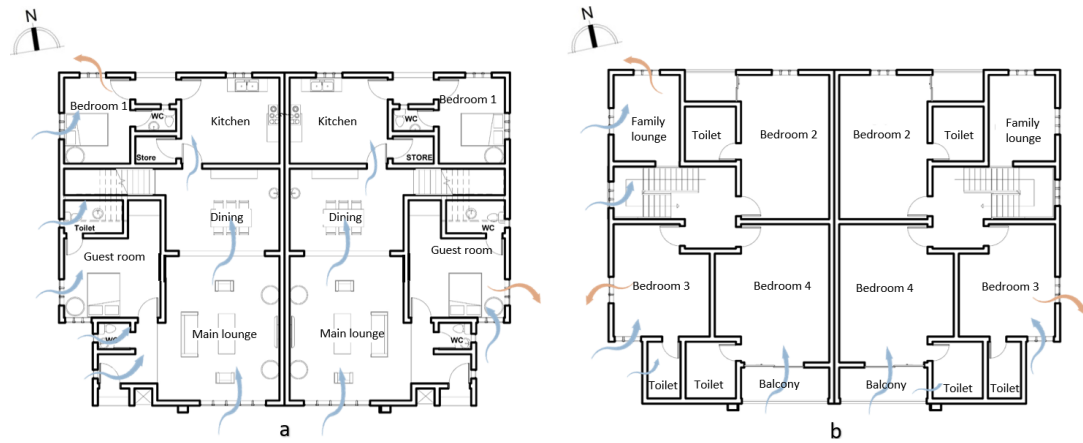 N
Bedroom 1
WC
Kitchen
Store
Dining
Toilet
Guest room
Main lounge
WC
Kitchen
Bedroom 1
WC
STORE
Dining
WC
Guest room
Main lounge
WC
a
N
Family
lounge
Toilet
Bedroom 2
Bedroom 2
Toilet
Family
lounge
Bedroom 3
Bedroom 4
Bedroom 4
Bedroom 3
Toilet
Toilet
Balcony
Balcony
Toilet
Toilet
b